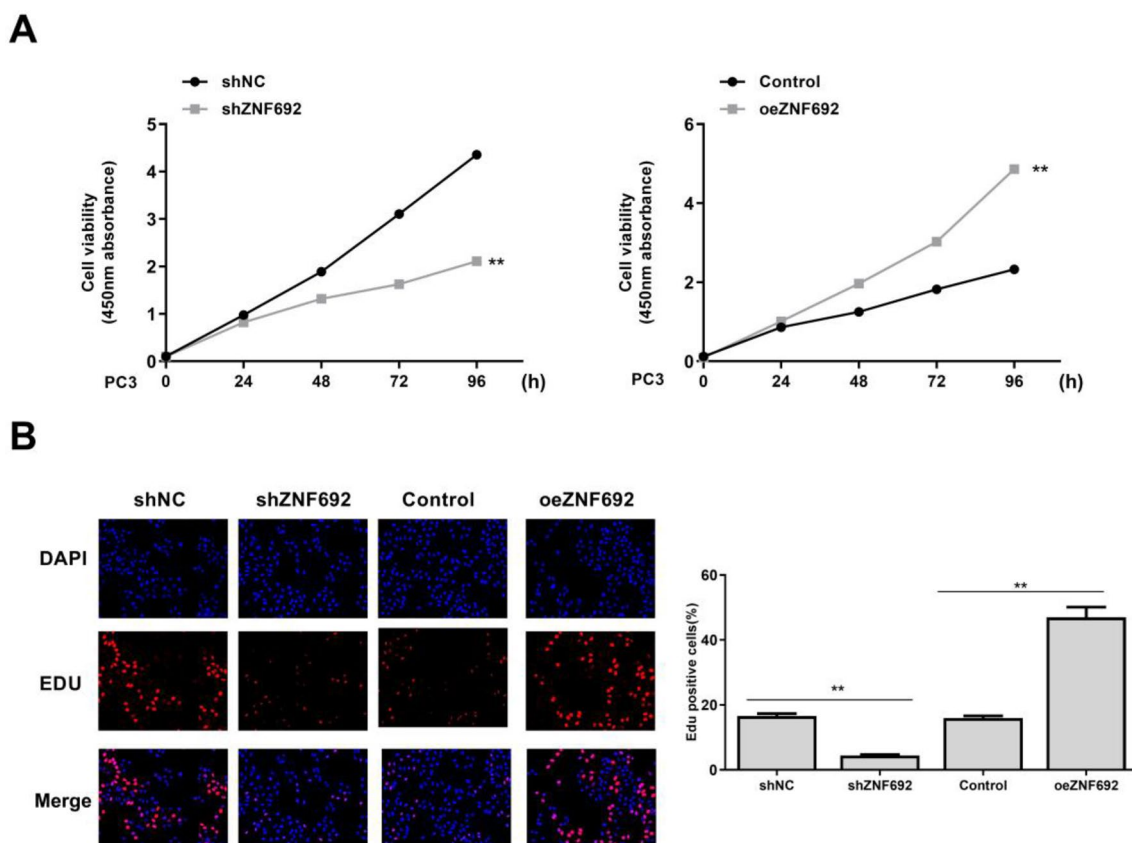 A
shNC
shZNF692
Cell viability
(450nm absorbance)
5
4
3
2
1
0
**
PC3
0 24 48 72 96 (h)
Control
oeZNF692
Cell viability
(450nm absorbance)
6
4
2
0
**
PC3
0 24 48 72 96 (h)
B
shNC shZNF692 Control oeZNF692
DAPI
EDU
Merge
Edu positive cells(%)
60
40
20
0
**
**
shNC shZNF692 Control oeZNF692